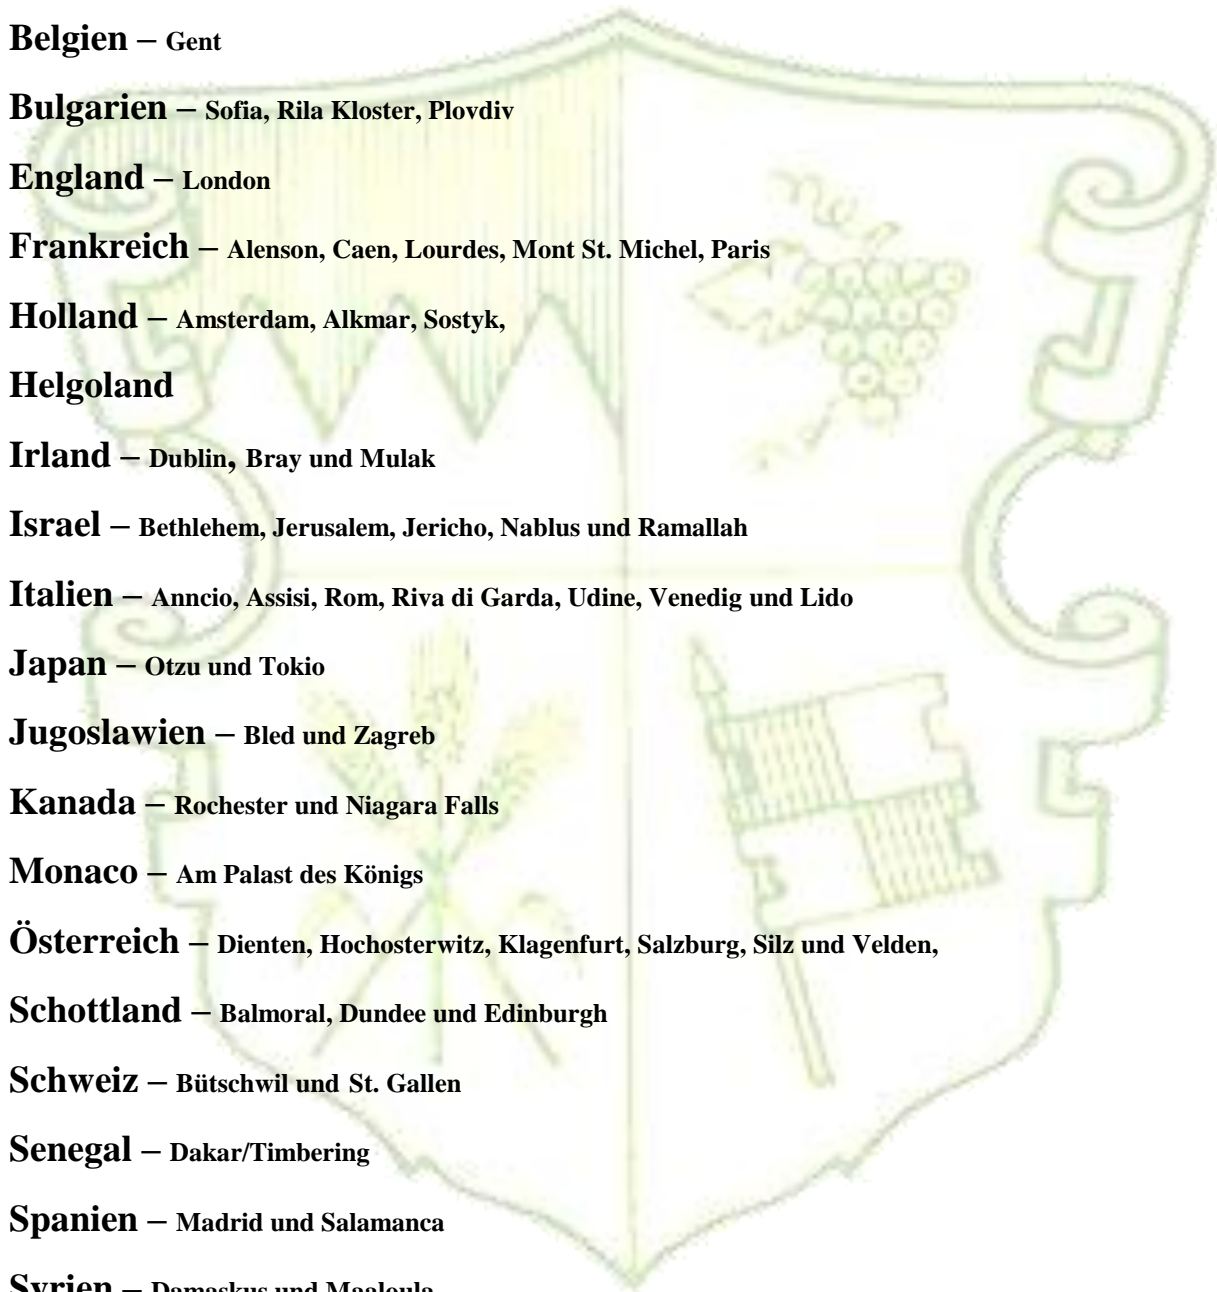 Belgien – Gent
Bulgarien – Sofia, Rila Kloster, Plovdiv
England – London
Frankreich – Alenson, Caen, Lourdes, Mont St. Michel, Paris
Holland – Amsterdam, Alkmar, Sostyk,
Helgoland
Irland – Dublin, Bray und Mulak
Israel – Bethlehem, Jerusalem, Jericho, Nablus und Ramallah
Italien – Anncio, Assisi, Rom, Riva di Garda, Udine, Venedig und Lido
Japan – Otzu und Tokio
Jugoslawien – Bled und Zagreb
Kanada – Rochester und Niagara Falls
Monaco – Am Palast des Königs
Österreich – Dienten, Hochosterwitz, Klagenfurt, Salzburg, Silz und Velden,
Schottland – Balmoral, Dundee und Edinburgh
Schweiz – Bütschwil und St. Gallen
Senegal – Dakar/Timbering
Spanien – Madrid und Salamanca
Syrien – Damaskus und Maaloula